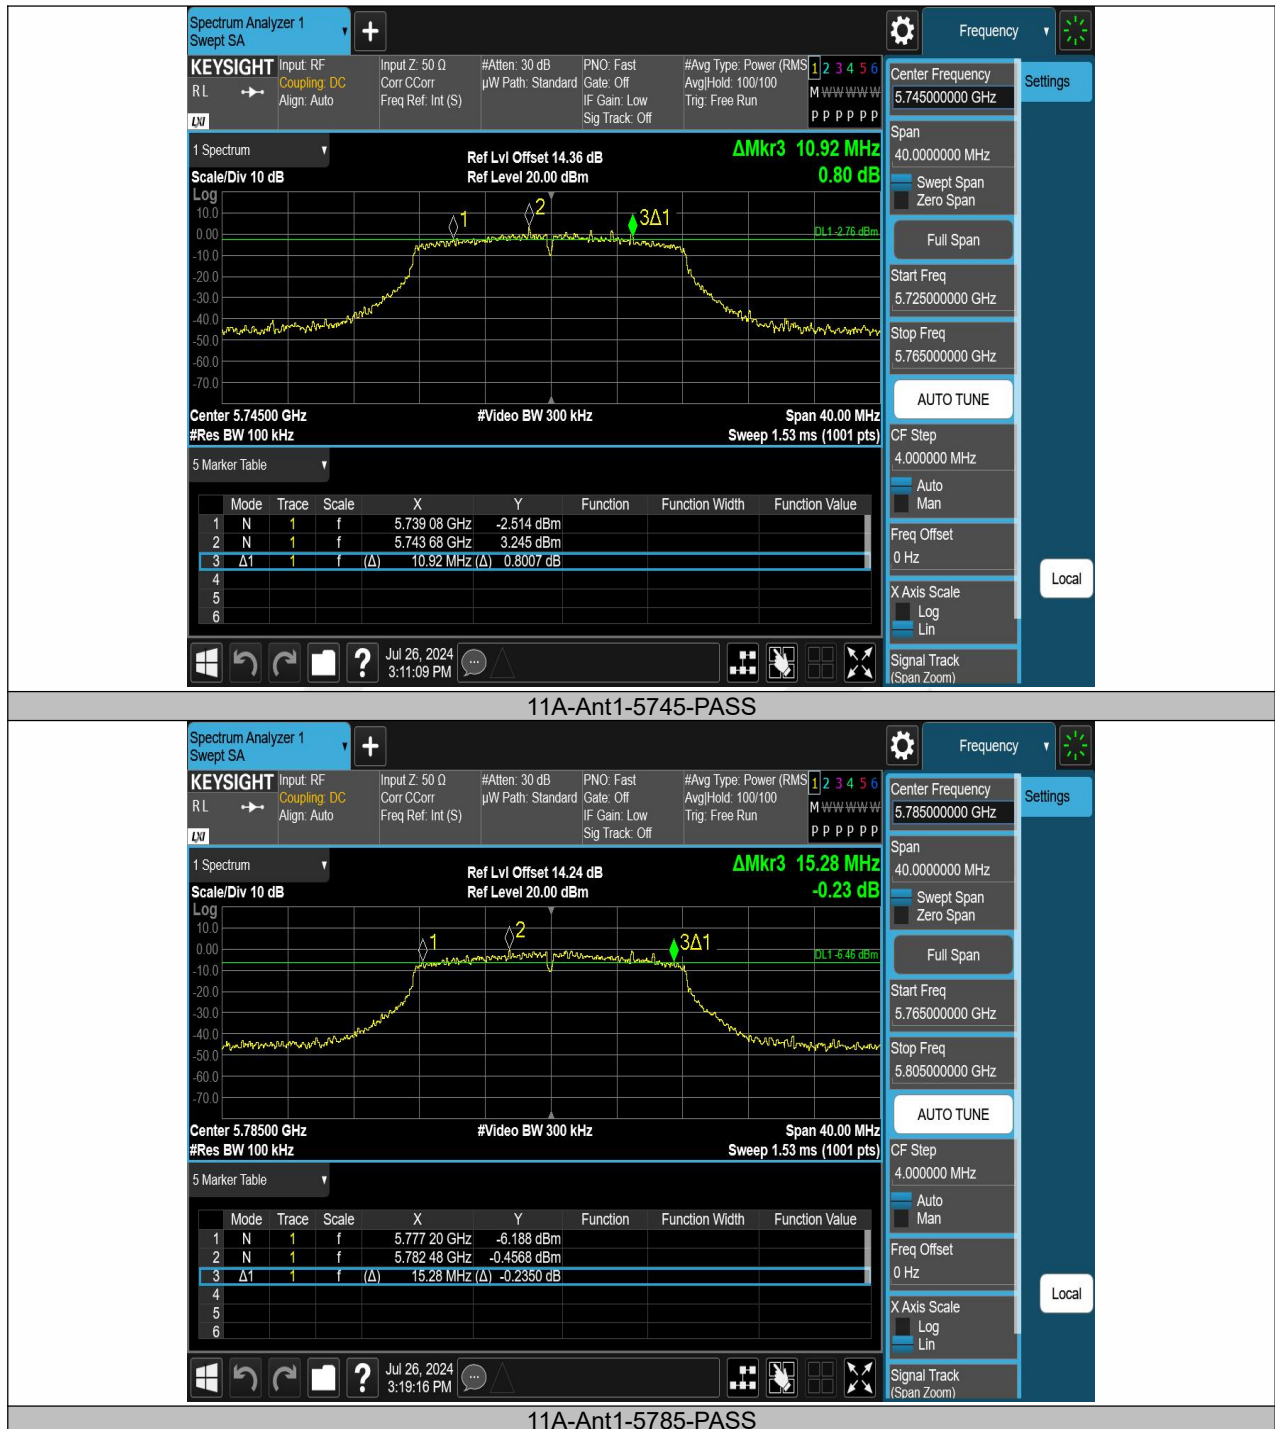 Spectrum Analyzer 1
Swept SA
+
Frequency
KEYSIGHT
RL
LXI
Input: RF
Coupling: DC
Align: Auto
Input Z: 50 Ω
Corr CCorr
Freq Ref: Int (S)
#Atten: 30 dB
µW Path: Standard
PNO: Fast
Gate: Off
IF Gain: Low
Sig Track: Off
#Avg Type: Power (RMS
Avg|Hold: 100/100
Trig: Free Run
1 2 3 4 5 6
M W W W W W
P P P P P P
Center Frequency
5.745000000 GHz
Settings
Span
40.0000000 MHz
Swept Span
Zero Span
Full Span
Start Freq
5.725000000 GHz
Stop Freq
5.765000000 GHz
AUTO TUNE
CF Step
4.000000 MHz
Auto
Man
Freq Offset
0 Hz
X Axis Scale
Log
Lin
Signal Track
(Span Zoom)
Local
1 Spectrum
Scale/Div 10 dB
Ref Lvl Offset 14.36 dB
Ref Level 20.00 dBm
ΔMkr3 10.92 MHz
0.80 dB
Log
10.0
0.00
-10.0
-20.0
-30.0
-40.0
-50.0
-60.0
-70.0
1
2
3Δ1
DL1 -2.76 dBm
Center 5.74500 GHz
#Video BW 300 kHz
Span 40.00 MHz
#Res BW 100 kHz
Sweep 1.53 ms (1001 pts)
5 Marker Table
Mode Trace Scale X Y Function Function Width Function Value
1 N 1 f 5.739 08 GHz -2.514 dBm
2 N 1 f 5.743 68 GHz 3.245 dBm
3 Δ1 1 f (Δ) 10.92 MHz (Δ) 0.8007 dB
4
5
6
?
Jul 26, 2024
3:11:09 PM
11A-Ant1-5745-PASS
Spectrum Analyzer 1
Swept SA
+
Frequency
KEYSIGHT
RL
LXI
Input: RF
Coupling: DC
Align: Auto
Input Z: 50 Ω
Corr CCorr
Freq Ref: Int (S)
#Atten: 30 dB
µW Path: Standard
PNO: Fast
Gate: Off
IF Gain: Low
Sig Track: Off
#Avg Type: Power (RMS
Avg|Hold: 100/100
Trig: Free Run
1 2 3 4 5 6
M W W W W W
P P P P P P
Center Frequency
5.785000000 GHz
Settings
Span
40.0000000 MHz
Swept Span
Zero Span
Full Span
Start Freq
5.765000000 GHz
Stop Freq
5.805000000 GHz
AUTO TUNE
CF Step
4.000000 MHz
Auto
Man
Freq Offset
0 Hz
X Axis Scale
Log
Lin
Signal Track
(Span Zoom)
Local
1 Spectrum
Scale/Div 10 dB
Ref Lvl Offset 14.24 dB
Ref Level 20.00 dBm
ΔMkr3 15.28 MHz
-0.23 dB
Log
10.0
0.00
-10.0
-20.0
-30.0
-40.0
-50.0
-60.0
-70.0
1
2
3Δ1
DL1 -6.46 dBm
Center 5.78500 GHz
#Video BW 300 kHz
Span 40.00 MHz
#Res BW 100 kHz
Sweep 1.53 ms (1001 pts)
5 Marker Table
Mode Trace Scale X Y Function Function Width Function Value
1 N 1 f 5.777 20 GHz -6.188 dBm
2 N 1 f 5.782 48 GHz -0.4568 dBm
3 Δ1 1 f (Δ) 15.28 MHz (Δ) -0.2350 dB
4
5
6
?
Jul 26, 2024
3:19:16 PM
11A-Ant1-5785-PASS